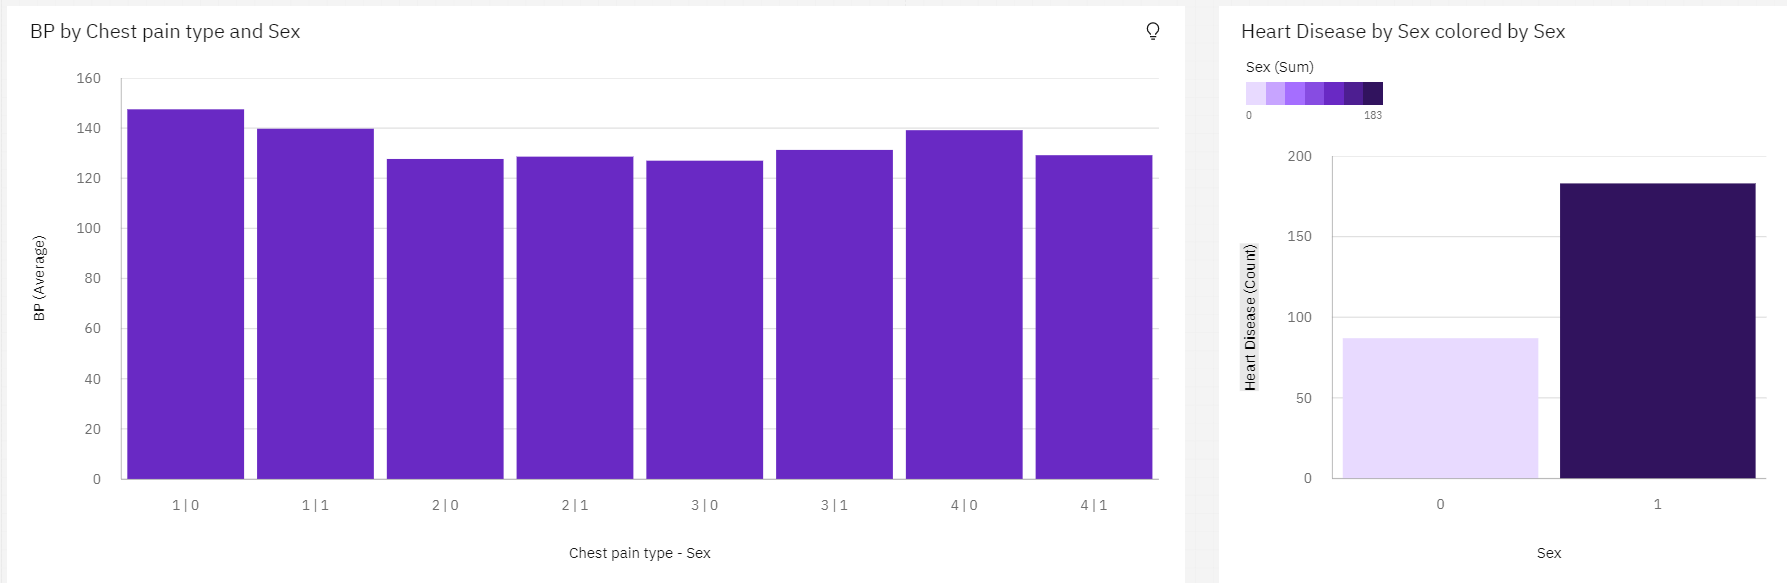 BP by Chest pain type and Sex
160
140
120
100
80
60
40
20
0
BP (Average)
1|0 1|1 2|0 2|1 3|0 3|1 4|0 4|1
Chest pain type - Sex
Heart Disease by Sex colored by Sex
Sex (Sum)
0 183
200
150
100
50
0
Heart Disease (Count)
0 1
Sex